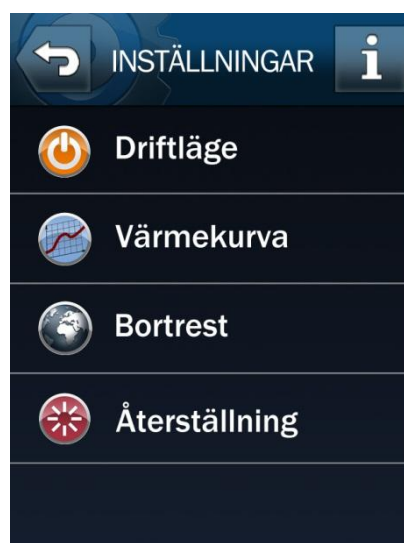 INSTÄLLNINGAR
Driftläge
Värmekurva
Bortrest
Återställning